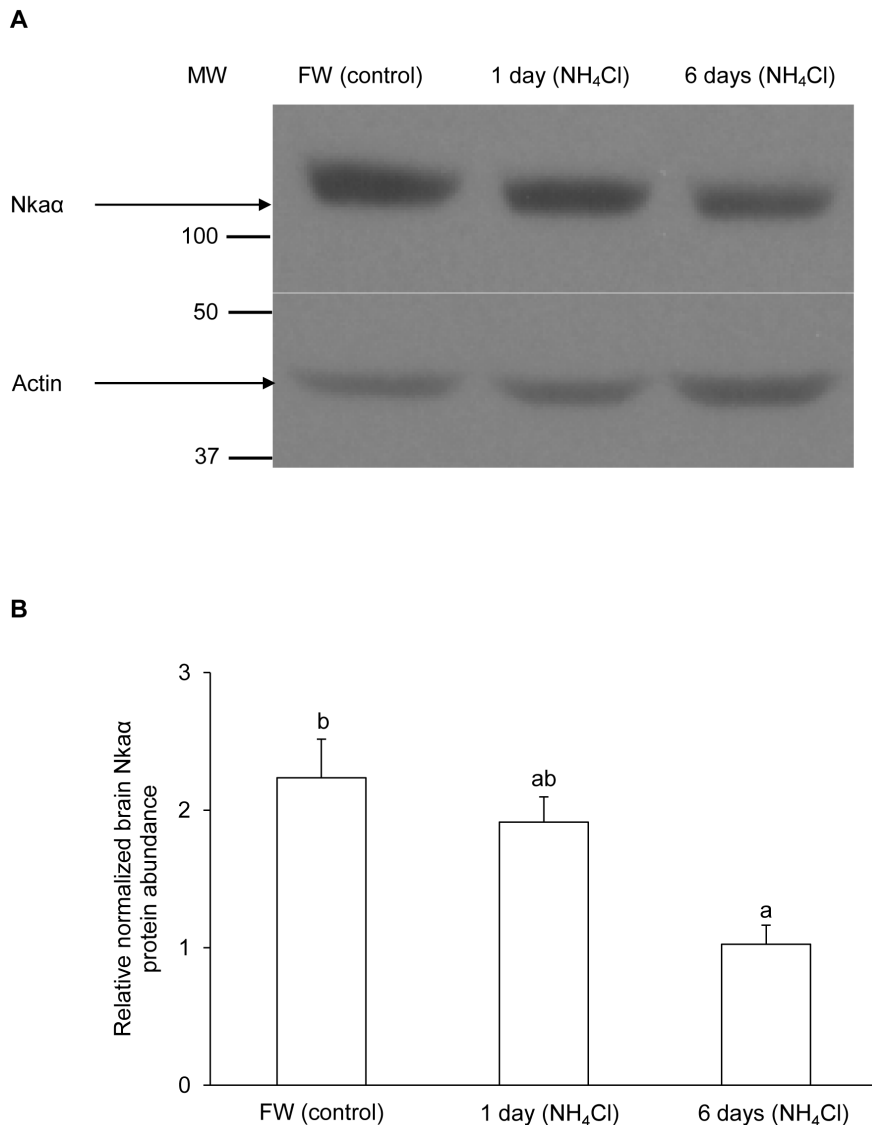 A
MW FW (control) 1 day (NH₄Cl) 6 days (NH₄Cl)
Nkaα
100
50
Actin
37
B
Relative normalized brain Nkaα
protein abundance
3
2
1
0
b
ab
a
FW (control) 1 day (NH₄Cl) 6 days (NH₄Cl)